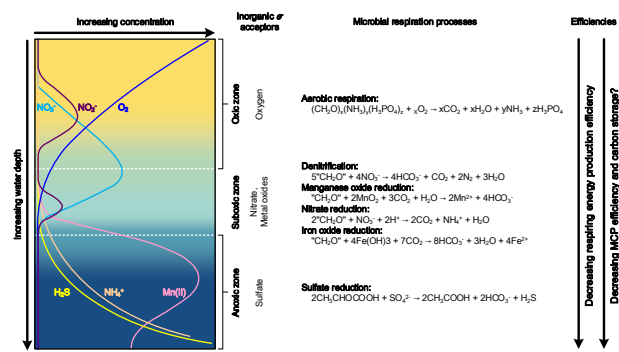 Increasing concentration
Inorganic e⁻
acceptors
Microbial respiration processes
Efficiencies
Increasing water depth
NO₃⁻
NO₂⁻
O₂
H₂S
NH₄⁺
Mn(II)
Oxic zone
Suboxic zone
Anoxic zone
Oxygen
Nitrate,
Metal oxides
Sulfate
Aerobic respiration:
(CH₂O)ₓ(NH₃)ᵧ(H₃PO₄)z + ₓO₂ → xCO₂ + xH₂O + yNH₃ + zH₃PO₄
Denitrification:
5"CH₂O" + 4NO₃⁻ → 4HCO₃⁻ + CO₂ + 2N₂ + 3H₂O
Manganese oxide reduction:
"CH₂O" + 2MnO₂ + 3CO₂ + H₂O → 2Mn²⁺ + 4HCO₃⁻
Nitrate reduction:
2"CH₂O" + NO₃⁻ + 2H⁺ → 2CO₂ + NH₄⁺ + H₂O
Iron oxide reduction:
"CH₂O" + 4Fe(OH)3 + 7CO₂ → 8HCO₃⁻ + 3H₂O + 4Fe²⁺
Sulfate reduction:
2CH₃CHOCOOH + SO₄²⁻ → 2CH₃COOH + 2HCO₃⁻ + H₂S
Decreasing respiring energy production efficiency
Decreasing MCP efficiency and carbon storage?